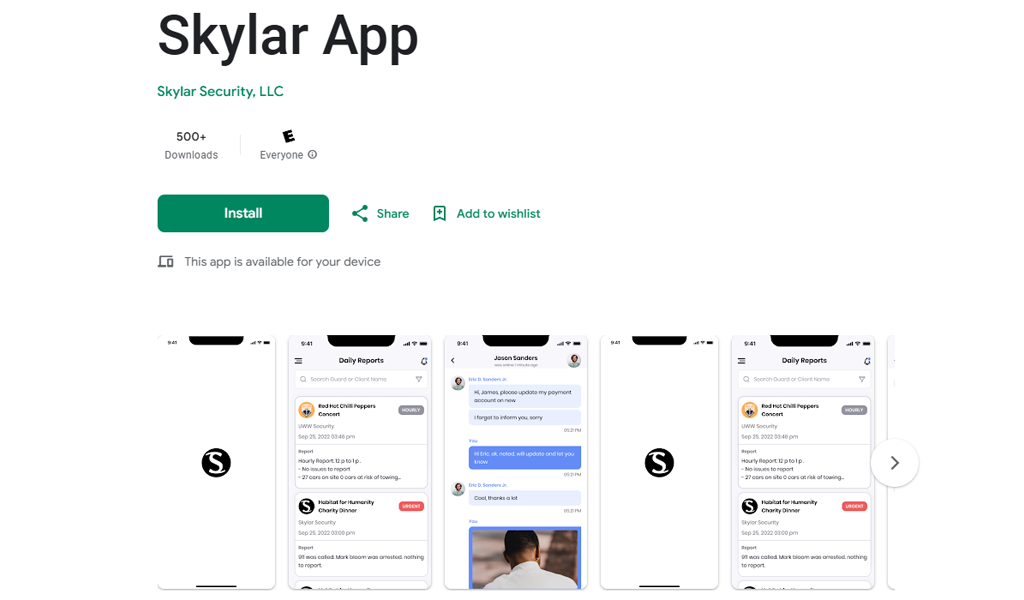 Skylar App
Skylar Security, LLC
500+
Downloads
E
Everyone
Install
Share
Add to wishlist
This app is available for your device
9:41
S
9:41
Daily Reports
Search Guard or Client Name
Red Hot Chilli Peppers
Concert
HOURLY
UWW Security
Sep 25, 2022 03:46 pm
Report
Hourly Report 12 p to 1 p .
- No issues to report
- 27 cars on site 0 cars at risk of towing...
S
Habitat for Humanity
Charity Dinner
URGENT
Skylar Security
Sep 25, 2022 03:00 pm
Report
911 was called. Mark bloom was arrested. nothing
to report.
9:41
Jason Sanders
was online 1 minute ago
Eric D. Sanders Jr.
Hi, James, please update my payment
account on new
I forgot to inform you, sorry
05:21 PM
You
Hi Eric, ok, noted, will update and let you
know
05:21 PM
Eric D. Sanders Jr.
Cool, thanks a lot
05:21 PM
You
9:41
S
9:41
Daily Reports
Search Guard or Client Name
Red Hot Chilli Peppers
Concert
HOURLY
UWW Security
Sep 25, 2022 03:46 pm
Report
Hourly Report 12 p to 1 p .
- No issues to report
- 27 cars on site 0 cars at risk of towing...
S
Habitat for Humanity
Charity Dinner
URGENT
Skylar Security
Sep 25, 2022 03:00 pm
Report
911 was called. Mark bloom was arrested. nothing
to report.